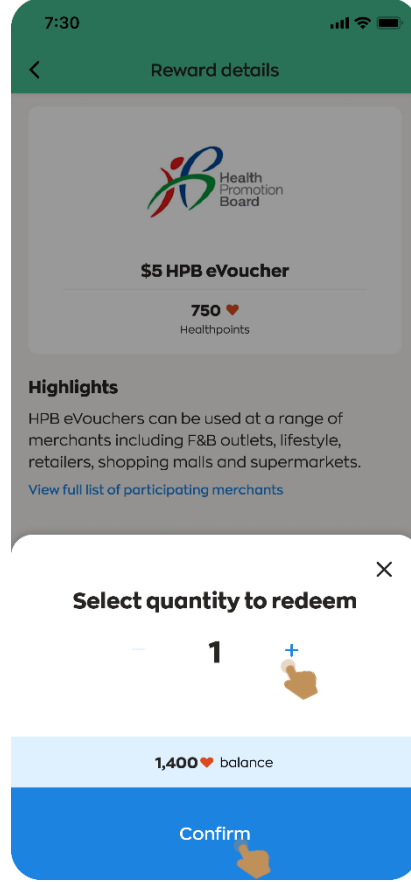 7:30
Reward details
Health
Promotion
Board
$5 HPB eVoucher
750
Healthpoints
Highlights
HPB eVouchers can be used at a range of
merchants including F&B outlets, lifestyle,
retailers, shopping malls and supermarkets.
View full list of participating merchants
Select quantity to redeem
− 1 +
1,400 balance
Confirm